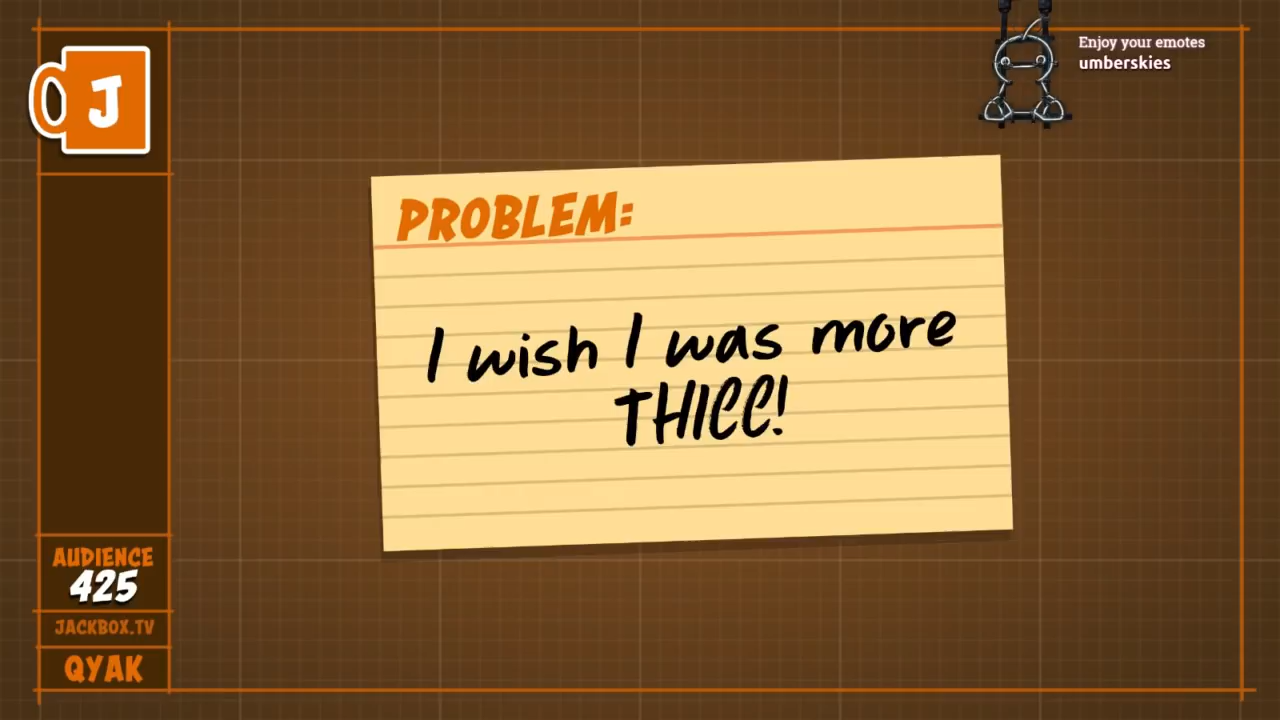 J
Enjoy your emotes
umberskies
PROBLEM:
I wish I was more
THICC!
AUDIENCE
425
JACKBOX.TV
QYAK